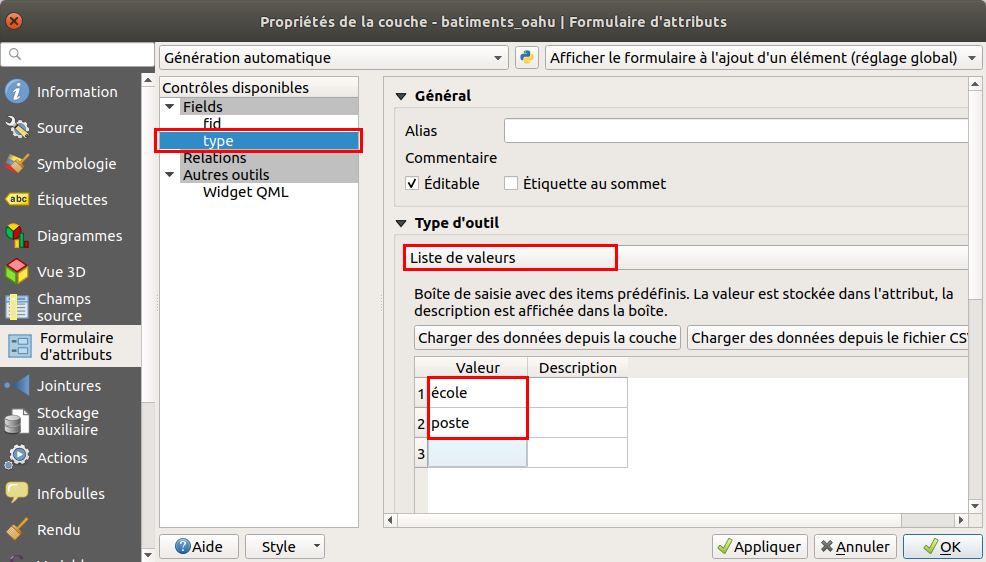 Propriétés de la couche - batiments_oahu | Formulaire d'attributs
Génération automatique
Afficher le formulaire à l'ajout d'un élément (réglage global)
Information
Source
Symbologie
abc Étiquettes
Diagrammes
Vue 3D
Champs
source
Formulaire
d'attributs
Jointures
Stockage
auxiliaire
Actions
Infobulles
Rendu
Contrôles disponibles
Fields
fid
type
Relations
Autres outils
Widget QML
Général
Alias
Commentaire
Éditable
Étiquette au sommet
Type d'outil
Liste de valeurs
Boîte de saisie avec des items prédéfinis. La valeur est stockée dans l'attribut, la
description est affichée dans la boîte.
Charger des données depuis la couche
Charger des données depuis le fichier CSV
Valeur Description
1 école
2 poste
3
Aide
Style
Appliquer
Annuler
OK